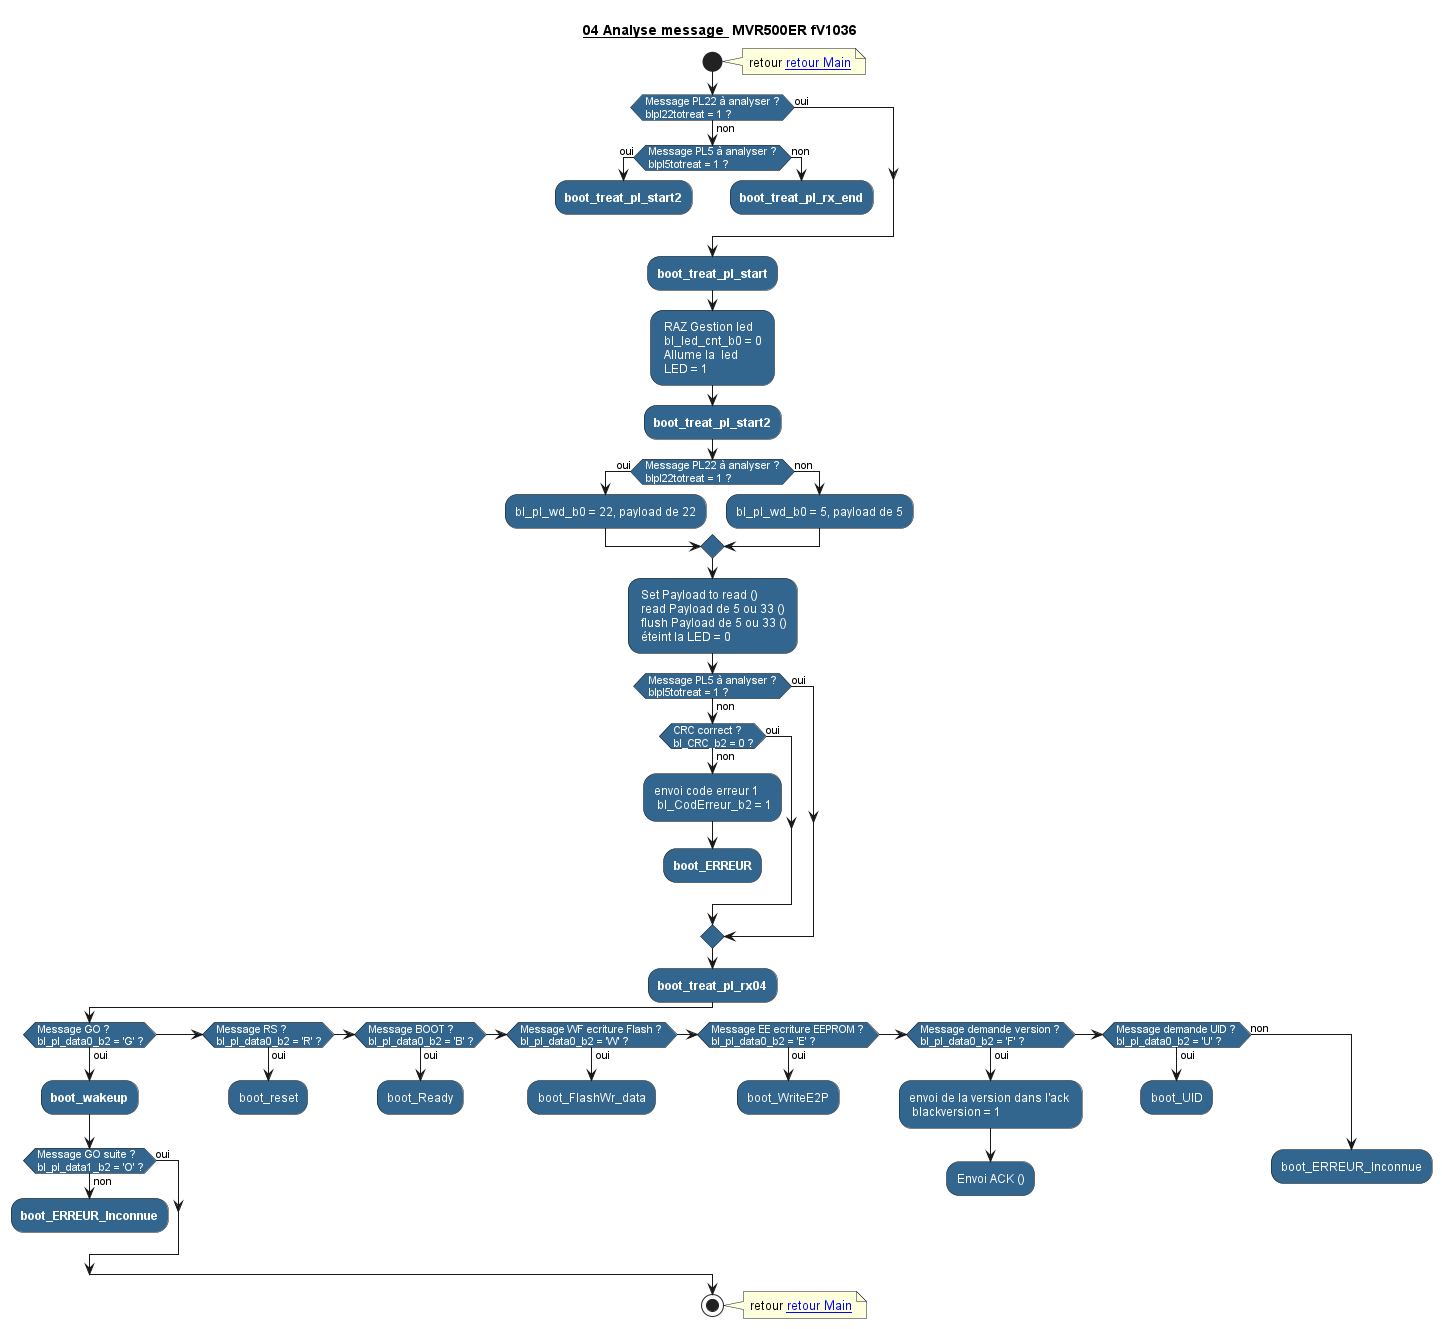 04 Analyse message  MVR500ER fV1036
retour retour Main
Message PL22 à analyser ?
blpl22totreat = 1 ?
oui
non
Message PL5 à analyser ?
blpl5totreat = 1 ?
oui
non
boot_treat_pl_start2
boot_treat_pl_rx_end
boot_treat_pl_start
RAZ Gestion led
bl_led_cnt_b0 = 0
Allume la  led
LED = 1
boot_treat_pl_start2
Message PL22 à analyser ?
blpl22totreat = 1 ?
oui
non
bl_pl_wd_b0 = 22, payload de 22
bl_pl_wd_b0 = 5, payload de 5
Set Payload to read ()
read Payload de 5 ou 33 ()
flush Payload de 5 ou 33 ()
éteint la LED = 0
Message PL5 à analyser ?
blpl5totreat = 1 ?
oui
non
CRC correct ?
bl_CRC_b2 = 0 ?
oui
non
envoi code erreur 1
bl_CodErreur_b2 = 1
boot_ERREUR
boot_treat_pl_rx04
Message GO ?
bl_pl_data0_b2 = 'G' ?
oui
Message RS ?
bl_pl_data0_b2 = 'R' ?
oui
Message BOOT ?
bl_pl_data0_b2 = 'B' ?
oui
Message WF ecriture Flash ?
bl_pl_data0_b2 = 'W' ?
oui
Message EE ecriture EEPROM ?
bl_pl_data0_b2 = 'E' ?
oui
Message demande version ?
bl_pl_data0_b2 = 'F' ?
oui
Message demande UID ?
bl_pl_data0_b2 = 'U' ?
oui
non
boot_wakeup
boot_reset
boot_Ready
boot_FlashWr_data
boot_WriteE2P
envoi de la version dans l'ack
blackversion = 1
boot_UID
Message GO suite ?
bl_pl_data1_b2 = 'O' ?
oui
non
Envoi ACK ()
boot_ERREUR_Inconnue
boot_ERREUR_Inconnue
retour retour Main